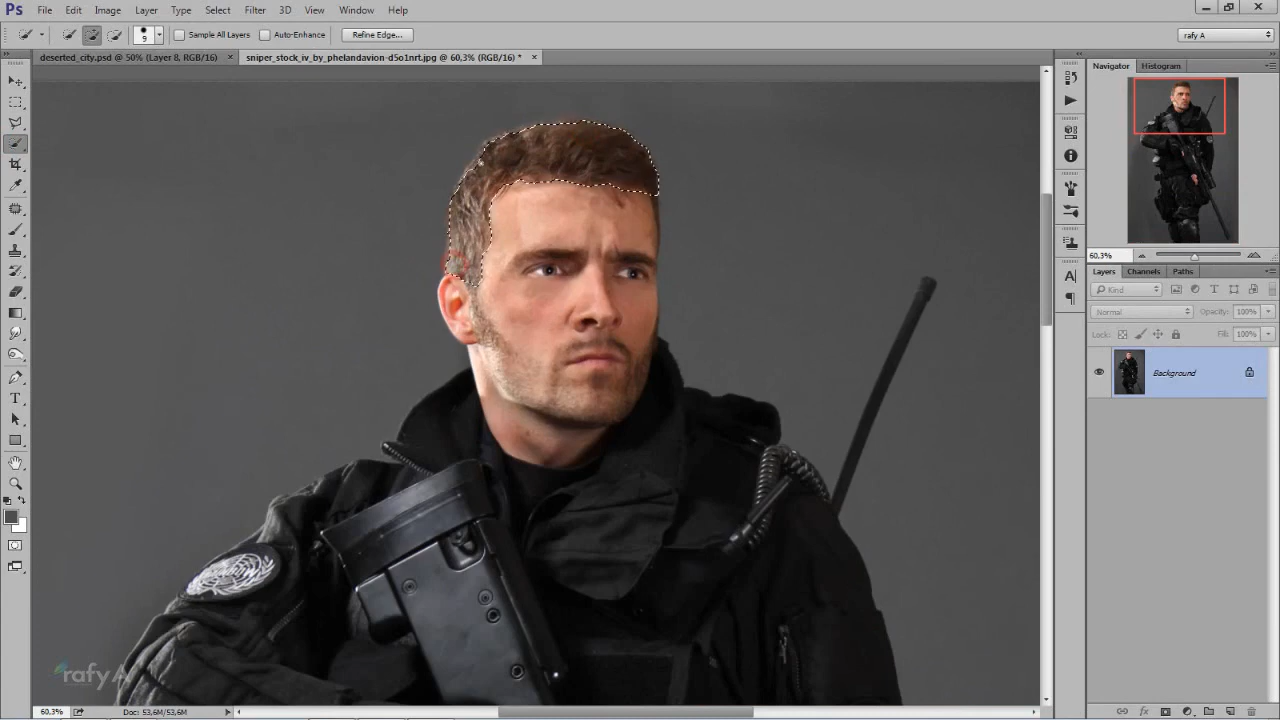 Ps File Edit Image Layer Type Select Filter 3D View Window Help
9 Sample All Layers Auto-Enhance Refine Edge... rafy A
deserted_city.psd @ 50% (Layer 8, RGB/16) × sniper_stock_iv_by_phelandavion-d5o1nrt.jpg @ 60,3% (RGB/16) * ×
Navigator Histogram
60,3%
Layers Channels Paths
Kind
Normal Opacity: 100%
Lock: Fill: 100%
Background
rafy A
60,3% Doc: 53,6M/53,6M